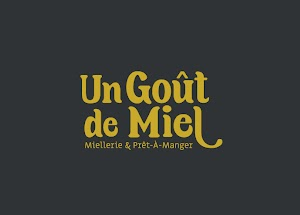 Un Goût
de Miel
Miellerie & Prêt-À-Manger